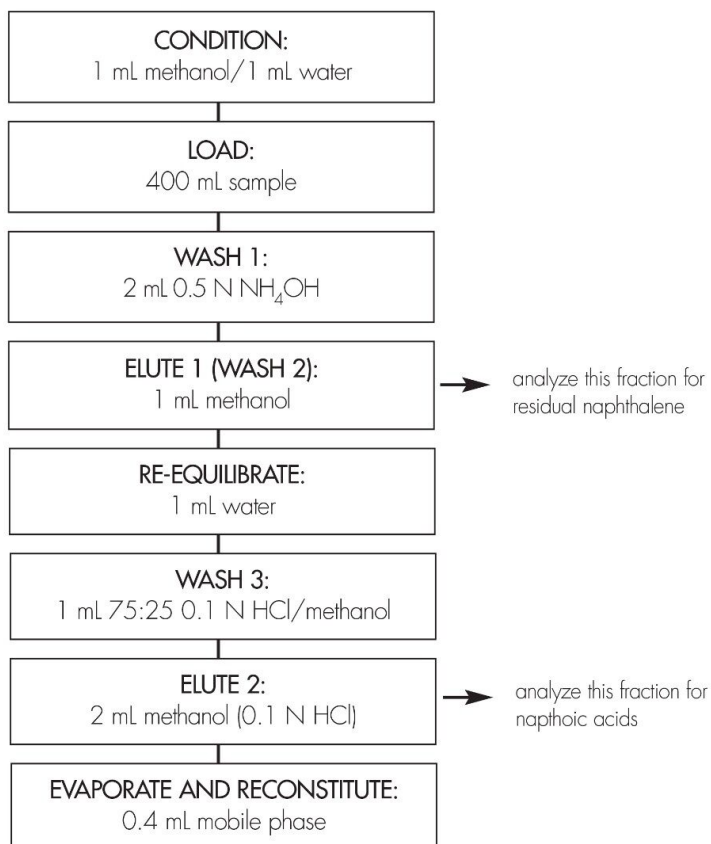 CONDITION:
1 mL methanol/1 mL water
LOAD:
400 mL sample
WASH 1:
2 mL 0.5 N NH₄OH
ELUTE 1 (WASH 2):
1 mL methanol
analyze this fraction for
residual naphthalene
RE-EQUILIBRATE:
1 mL water
WASH 3:
1 mL 75:25 0.1 N HCl/methanol
ELUTE 2:
2 mL methanol (0.1 N HCl)
analyze this fraction for
napthoic acids
EVAPORATE AND RECONSTITUTE:
0.4 mL mobile phase